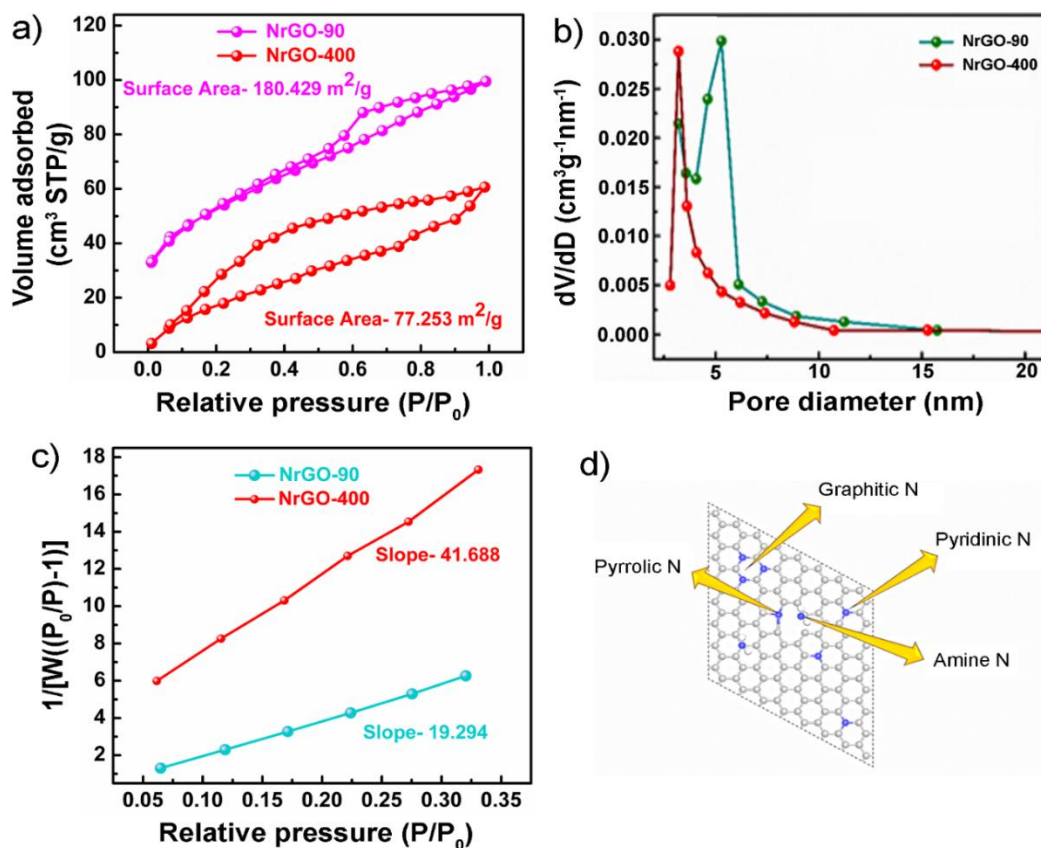 a)
NrGO-90
NrGO-400
Surface Area- 180.429 m²/g
Surface Area- 77.253 m²/g
Volume adsorbed
(cm³ STP/g)
120
100
80
60
40
20
0
0.0 0.2 0.4 0.6 0.8 1.0
Relative pressure (P/P₀)
b)
NrGO-90
NrGO-400
dV/dD (cm³g⁻¹nm⁻¹)
0.030
0.025
0.020
0.015
0.010
0.005
0.000
5 10 15 20
Pore diameter (nm)
c)
NrGO-90
NrGO-400
Slope- 41.688
Slope- 19.294
1/[W((P₀/P)-1)]
18
16
14
12
10
8
6
4
2
0.05 0.10 0.15 0.20 0.25 0.30 0.35
Relative pressure (P/P₀)
d)
Graphitic N
Pyridinic N
Pyrrolic N
Amine N